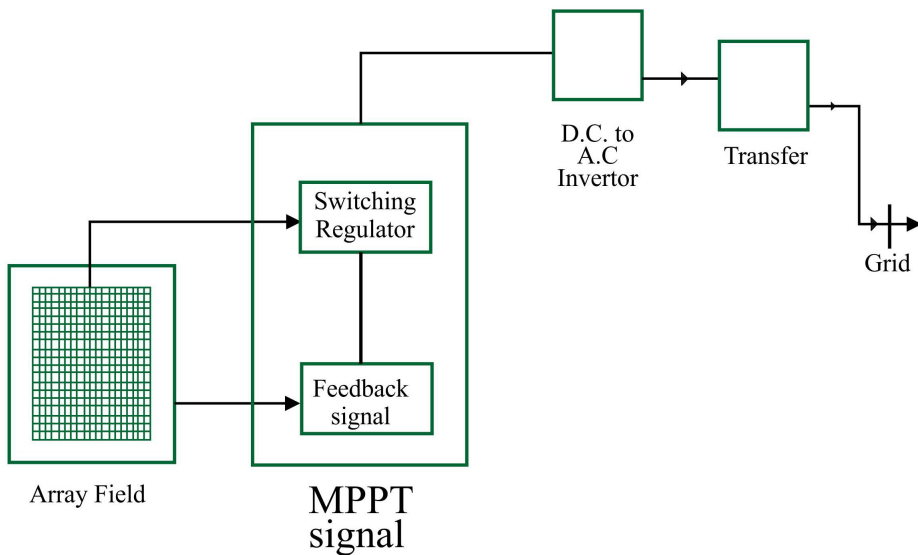 D.C. to
A.C
Invertor
Transfer
Switching
Regulator
Grid
Feedback
signal
Array Field
MPPT
signal